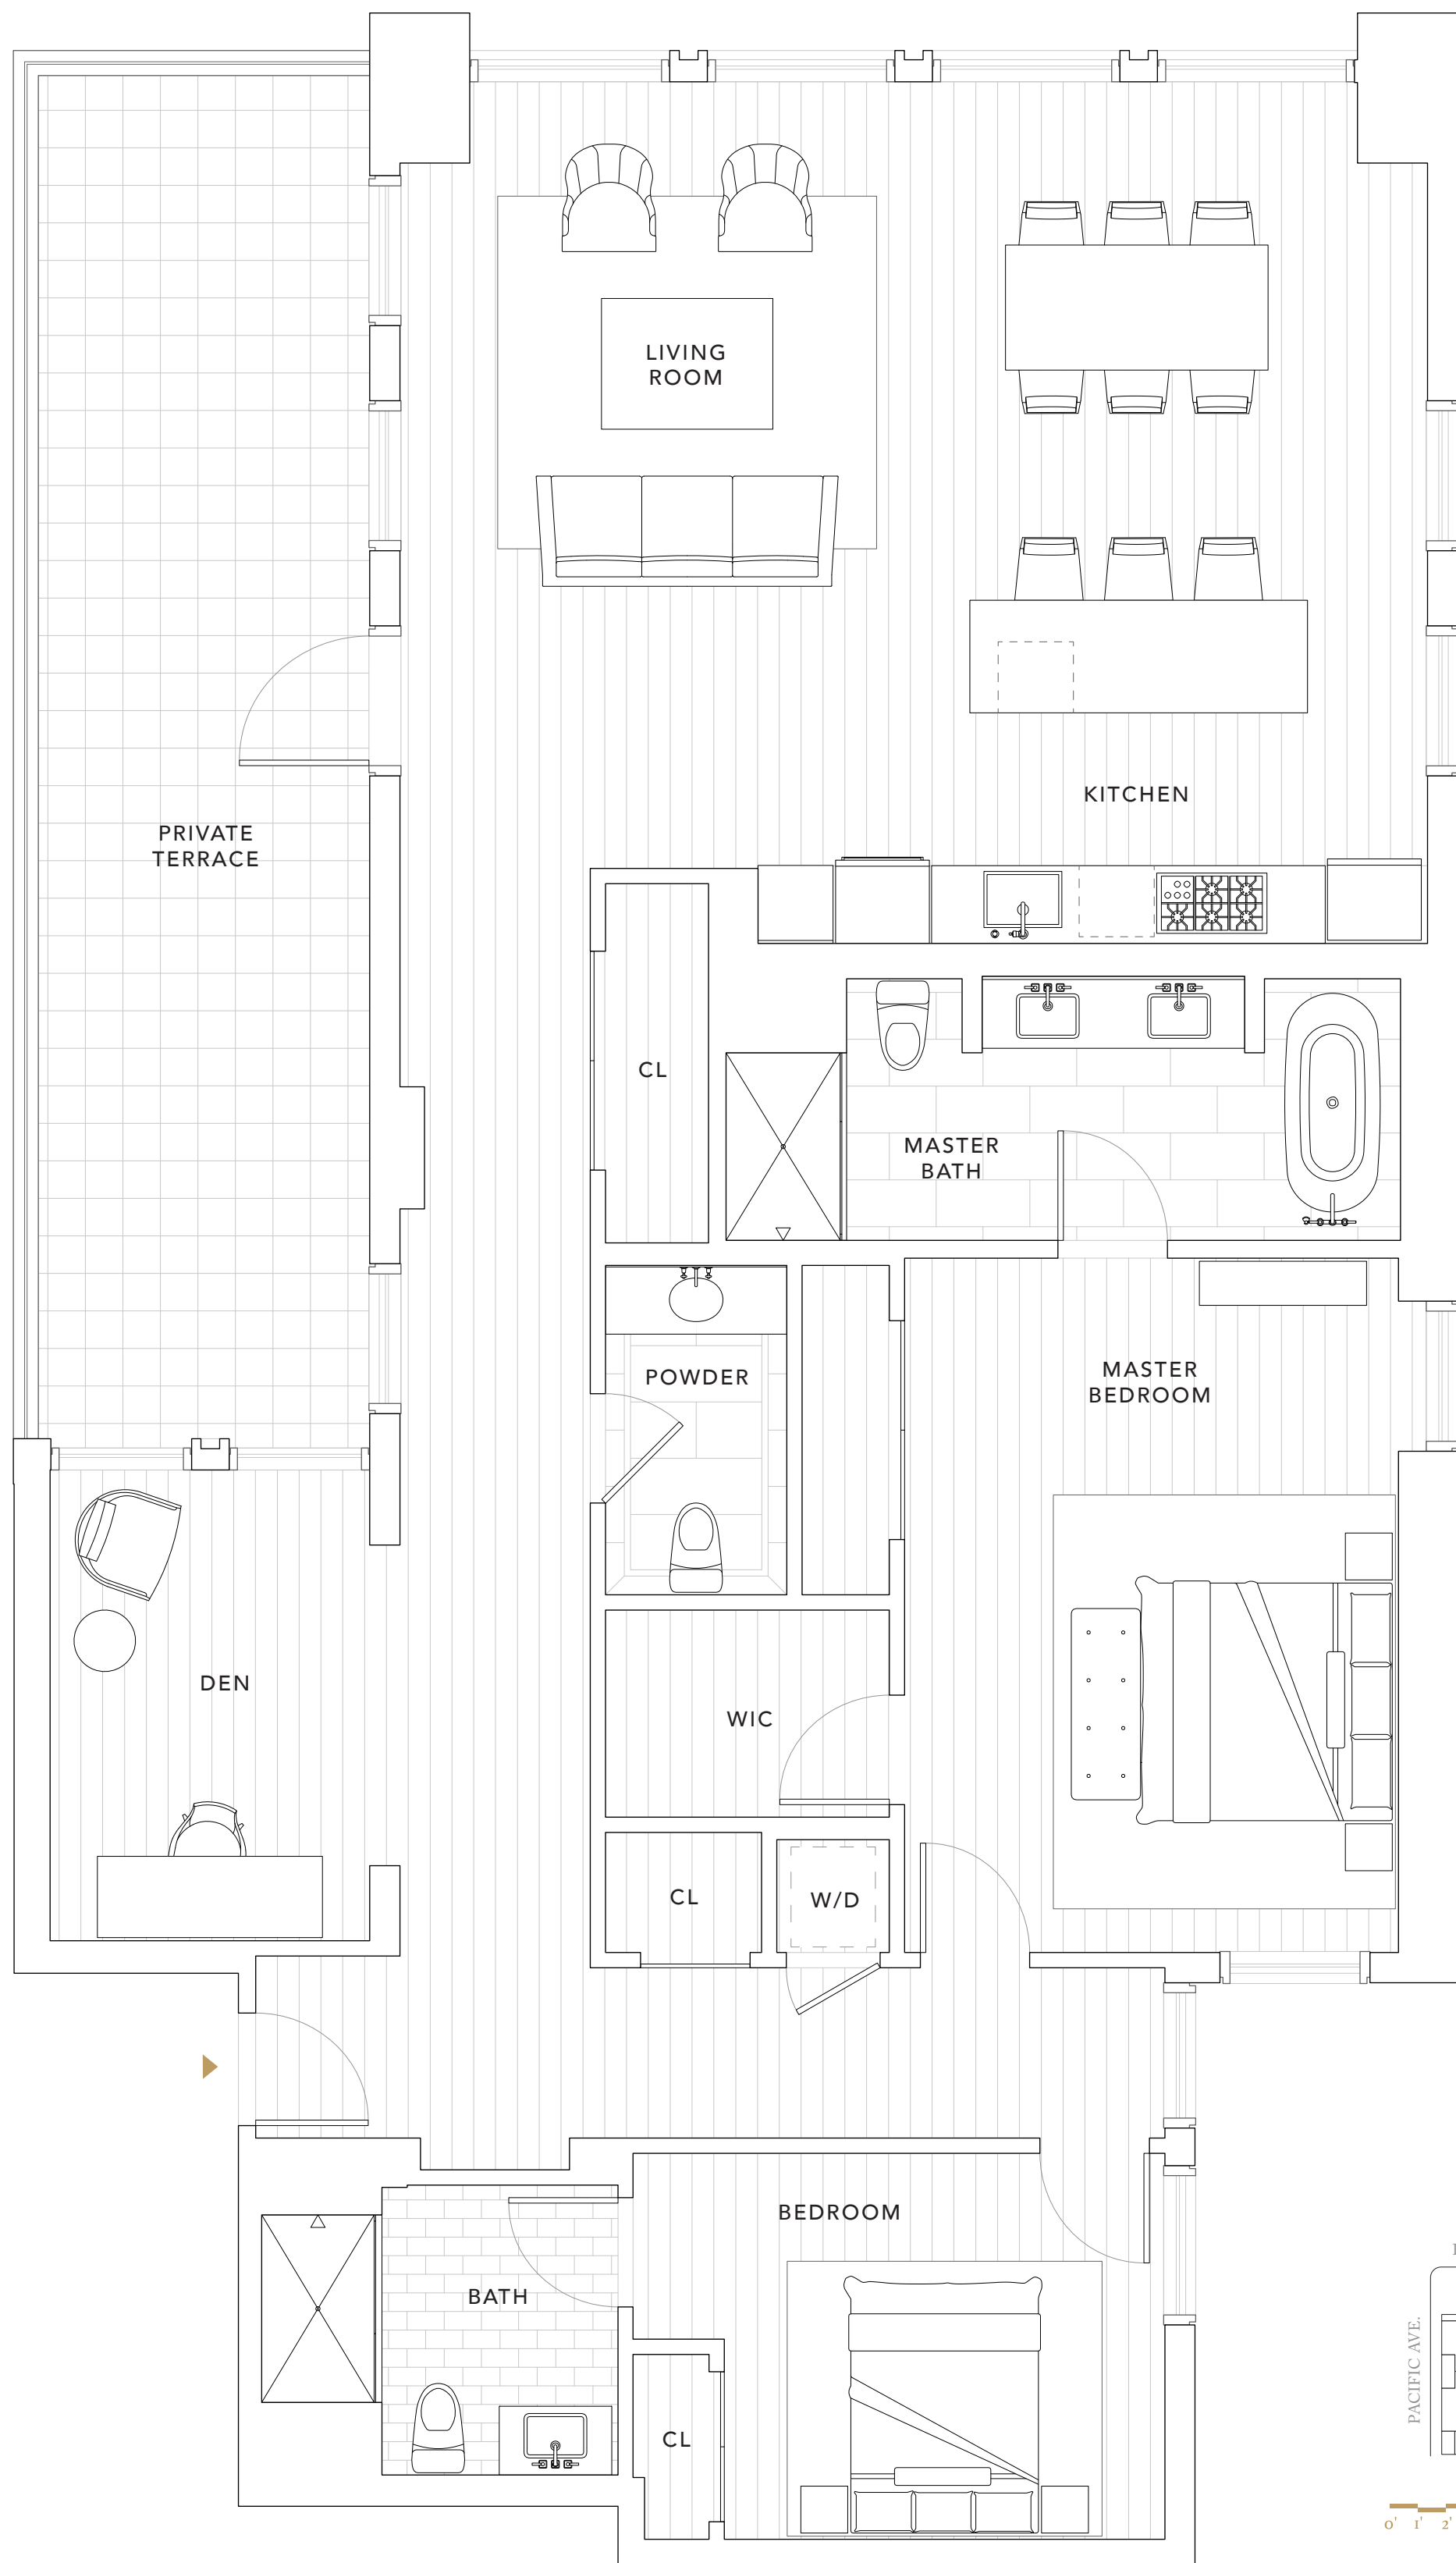 LIVING
ROOM
KITCHEN
PRIVATE
TERRACE
CL
MASTER
BATH
POWDER
MASTER
BEDROOM
DEN
WIC
CL
W/D
BEDROOM
BATH
CL
PACIFIC AVE.
0' 1' 2'